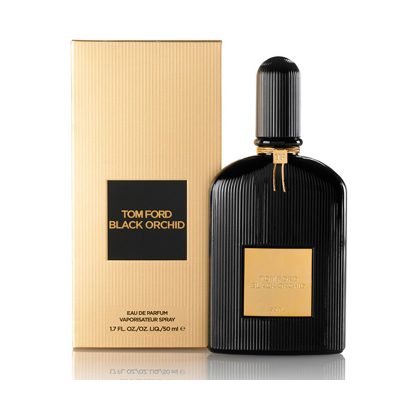 TOM FORD
BLACK ORCHID
EAU DE PARFUM
VAPORISATEUR SPRAY
1.7 FL. OZ./OZ. LIQ./50 ml ℮
TOM FORD
BLACK ORCHID